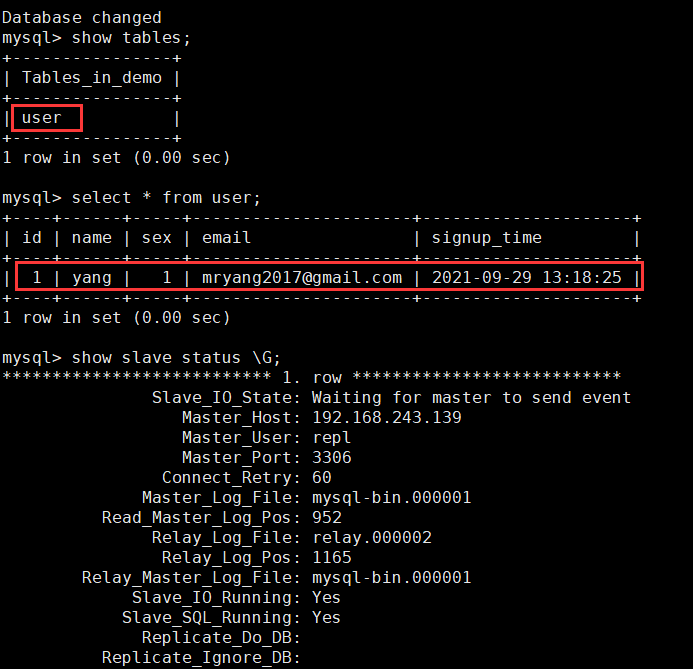 Database changed
mysql> show tables;
+----------------+
| Tables_in_demo |
+----------------+
| user           |
+----------------+
1 row in set (0.00 sec)
mysql> select * from user;
+----+------+-----+----------------------+---------------------+
| id | name | sex | email                | signup_time         |
+----+------+-----+----------------------+---------------------+
|  1 | yang |   1 | mryang2017@gmail.com | 2021-09-29 13:18:25 |
+----+------+-----+----------------------+---------------------+
1 row in set (0.00 sec)
mysql> show slave status \G;
*************************** 1. row ***************************
               Slave_IO_State: Waiting for master to send event
                  Master_Host: 192.168.243.139
                  Master_User: repl
                  Master_Port: 3306
                Connect_Retry: 60
              Master_Log_File: mysql-bin.000001
          Read_Master_Log_Pos: 952
               Relay_Log_File: relay.000002
                Relay_Log_Pos: 1165
        Relay_Master_Log_File: mysql-bin.000001
             Slave_IO_Running: Yes
            Slave_SQL_Running: Yes
              Replicate_Do_DB:
          Replicate_Ignore_DB: